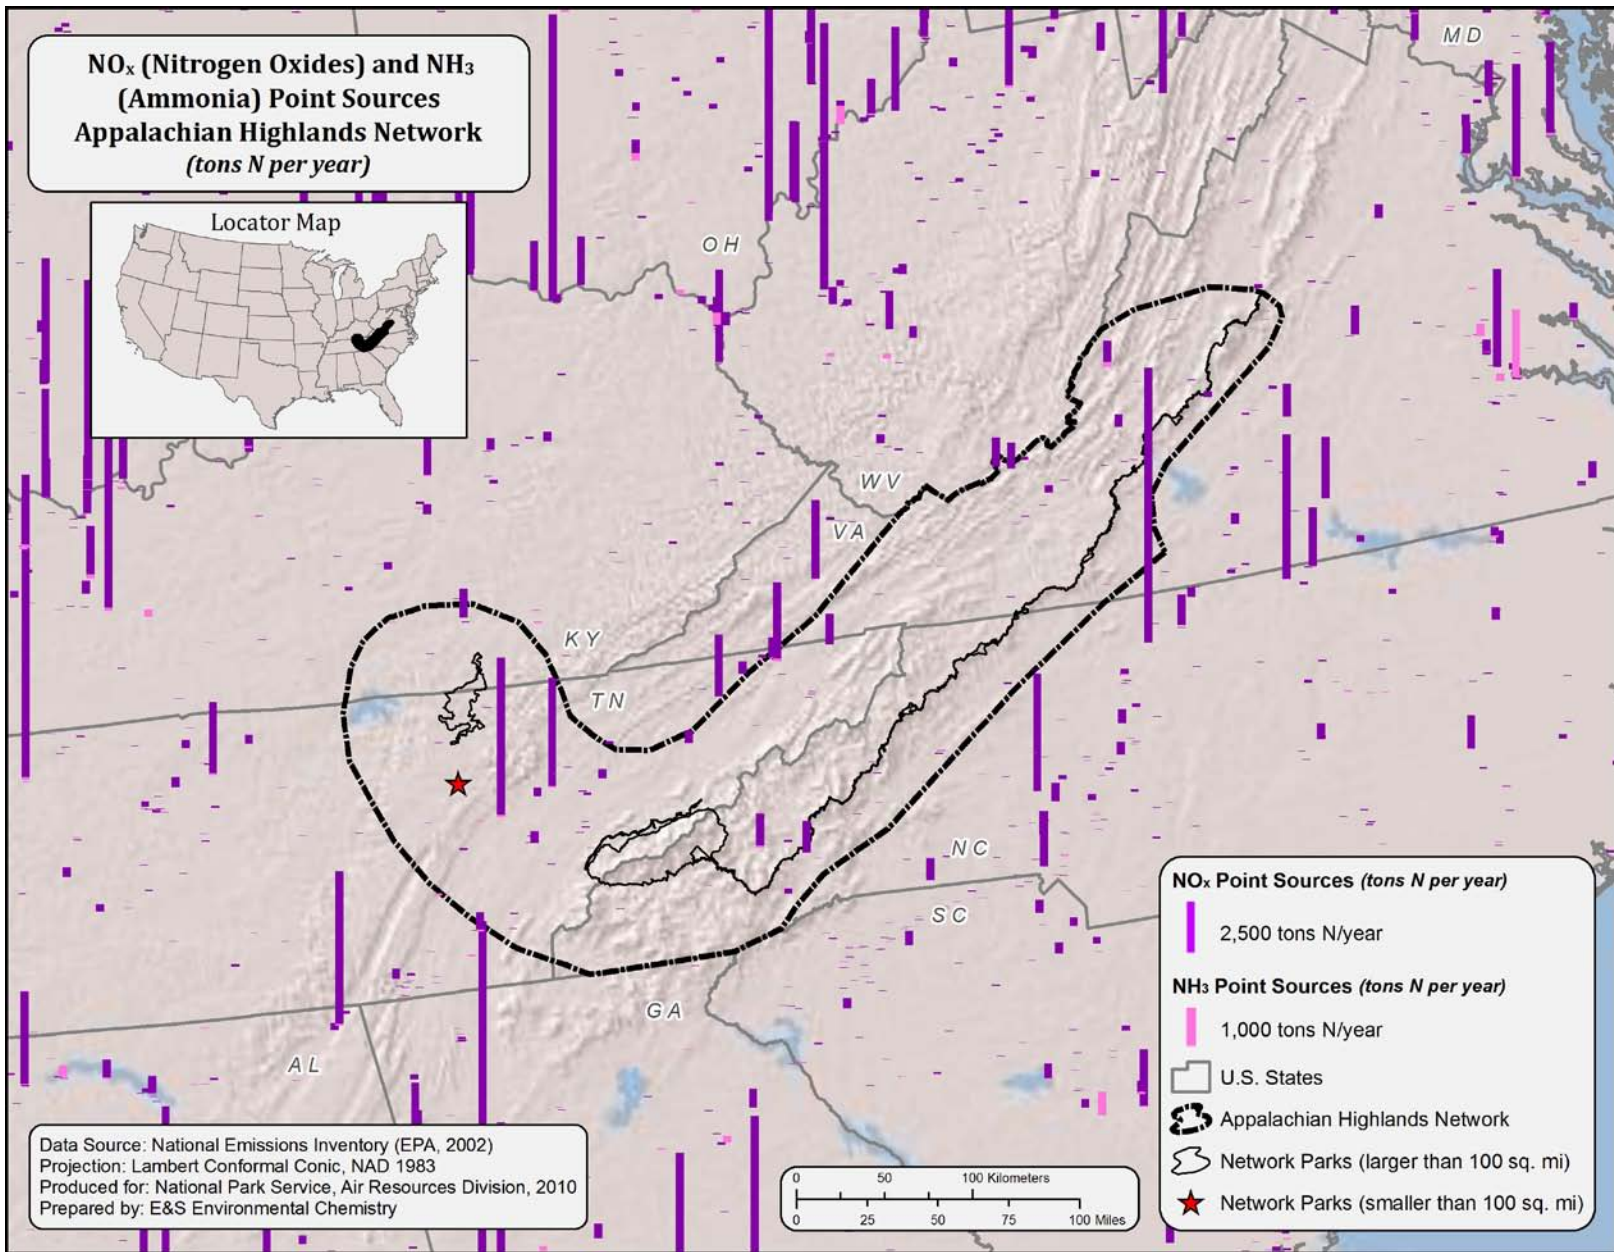 NOₓ (Nitrogen Oxides) and NH₃
(Ammonia) Point Sources
Appalachian Highlands Network
(tons N per year)
Locator Map
MD
OH
WV
VA
KY
TN
NC
SC
GA
AL
NOₓ Point Sources (tons N per year)
2,500 tons N/year
NH₃ Point Sources (tons N per year)
1,000 tons N/year
U.S. States
Appalachian Highlands Network
Network Parks (larger than 100 sq. mi)
Network Parks (smaller than 100 sq. mi)
Data Source: National Emissions Inventory (EPA, 2002)
Projection: Lambert Conformal Conic, NAD 1983
Produced for: National Park Service, Air Resources Division, 2010
Prepared by: E&S Environmental Chemistry
0 50 100 Kilometers
0 25 50 75 100 Miles